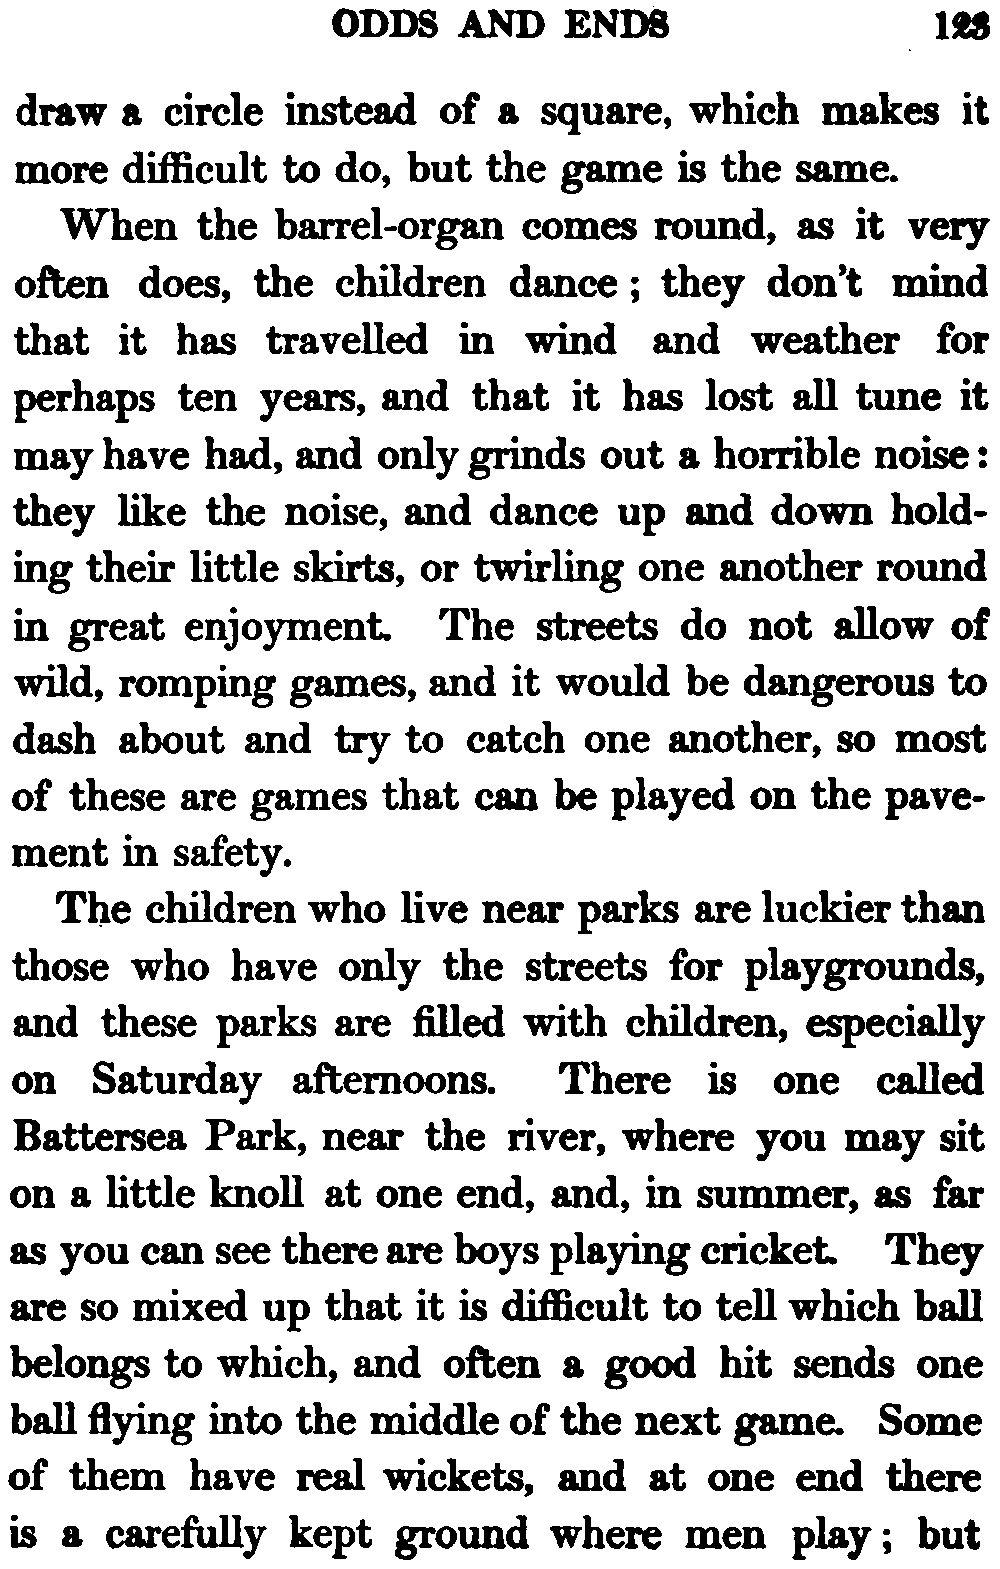 ODDS AND ENDS 123
draw a circle instead of a square, which makes it
more difficult to do, but the game is the same.
When the barrel-organ comes round, as it very
often does, the children dance ; they don't mind
that it has travelled in wind and weather for
perhaps ten years, and that it has lost all tune it
may have had, and only grinds out a horrible noise :
they like the noise, and dance up and down hold-
ing their little skirts, or twirling one another round
in great enjoyment. The streets do not allow of
wild, romping games, and it would be dangerous to
dash about and try to catch one another, so most
of these are games that can be played on the pave-
ment in safety.
The children who live near parks are luckier than
those who have only the streets for playgrounds,
and these parks are filled with children, especially
on Saturday afternoons. There is one called
Battersea Park, near the river, where you may sit
on a little knoll at one end, and, in summer, as far
as you can see there are boys playing cricket. They
are so mixed up that it is difficult to tell which ball
belongs to which, and often a good hit sends one
ball flying into the middle of the next game. Some
of them have real wickets, and at one end there
is a carefully kept ground where men play ; but